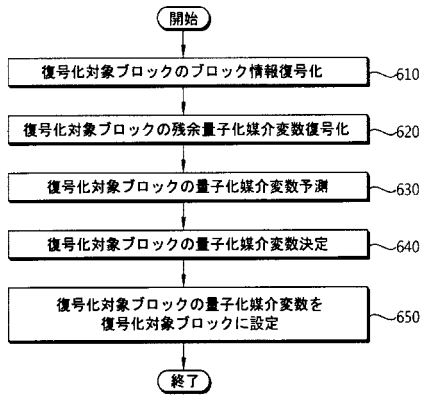 開始
復号化対象ブロックのブロック情報復号化
610
復号化対象ブロックの残余量子化媒介変数復号化
620
復号化対象ブロックの量子化媒介変数予測
630
復号化対象ブロックの量子化媒介変数決定
640
復号化対象ブロックの量子化媒介変数を
復号化対象ブロックに設定
650
終了